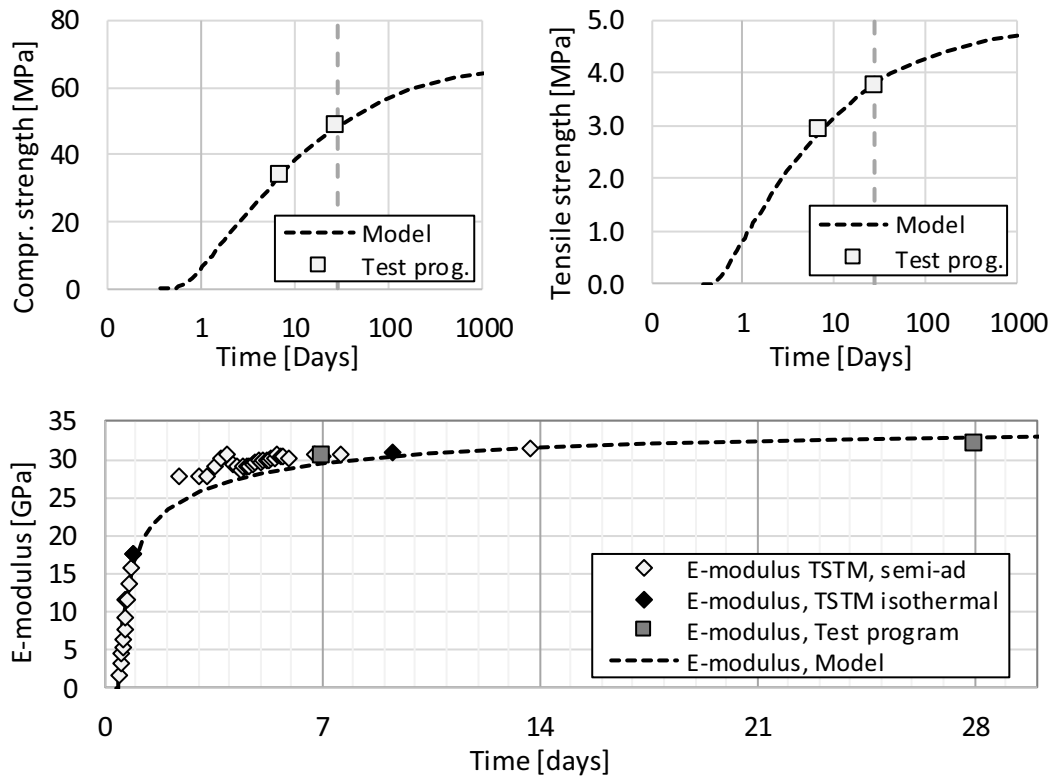 Compr. strength [MPa]
80
60
40
20
0
Model
Test prog.
0 1 10 100 1000
Time [Days]
Tensile strength [MPa]
5.0
4.0
3.0
2.0
1.0
0.0
Model
Test prog.
0 1 10 100 1000
Time [Days]
E-modulus [GPa]
35
30
25
20
15
10
5
0
E-modulus TSTM, semi-ad
E-modulus, TSTM isothermal
E-modulus, Test program
E-modulus, Model
0 7 14 21 28
Time [days]